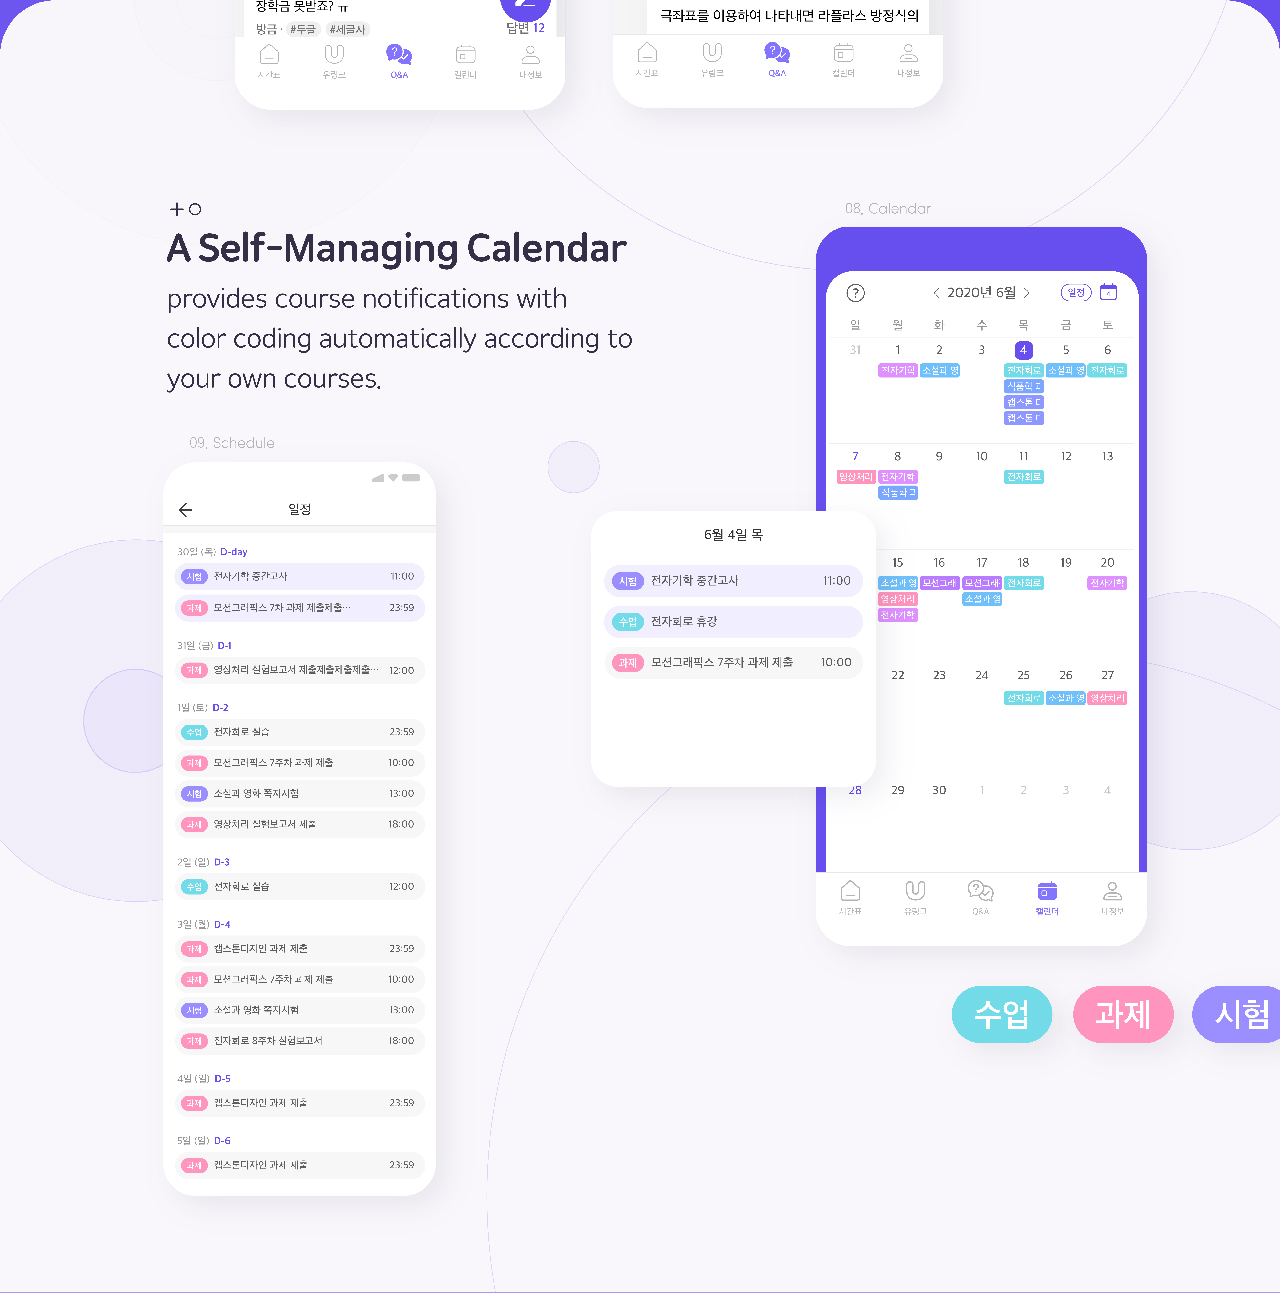 장학금 못받죠? ㅠ
방금 · #두글 #세글자
답변 12
시간표 유링크 Q&A 캘린더 내정보
극좌표를 이용하여 나타내면 라플라스 방정식의
시간표 유링크 Q&A 캘린더 내정보
A Self-Managing Calendar
provides course notifications with
color coding automatically according to
your own courses.
09. Schedule
일정
30일 (목) D-day
시험 전자기학 중간고사 11:00
과제 모션그래픽스 7차 과제 제출제출··· 23:59
31일 (금) D-1
과제 영상처리 실험보고서 제출제출제출제출··· 12:00
1일 (토) D-2
수업 전자회로 실습 23:59
과제 모션그래픽스 7주차 과제 제출 10:00
시험 소설과 영화 쪽지시험 13:00
과제 영상처리 실험보고서 제출 18:00
2일 (일) D-3
수업 전자회로 실습 12:00
3일 (월) D-4
과제 캡스톤디자인 과제 제출 23:59
과제 모션그래픽스 7주차 과제 제출 10:00
시험 소설과 영화 쪽지시험 13:00
과제 전자회로 8주차 실험보고서 18:00
4일 (일) D-5
과제 캡스톤디자인 과제 제출 23:59
5일 (일) D-6
과제 캡스톤디자인 과제 제출 23:59
6월 4일 목
시험 전자기학 중간고사 11:00
수업 전자회로 휴강
과제 모션그래픽스 7주차 과제 제출 10:00
08. Calendar
? < 2020년 6월 > 일정 4
일 월 화 수 목 금 토
31 1 2 3 4 5 6
전자기학 소설과 영 전자회로 소설과 영 전자회로
식품학 드
캡스톤 드
캡스톤 드
7 8 9 10 11 12 13
영상처리 전자기학 전자회로
15 16 17 18 19 20
소설과 영 모션그래 모션그래 전자회로 전자기학
영상처리 소설과 영
전자기학
22 23 24 25 26 27
전자회로 소설과 영 영상처리
28 29 30 1 2 3 4
시간표 유링크 Q&A 캘린더 내정보
수업 과제 시험